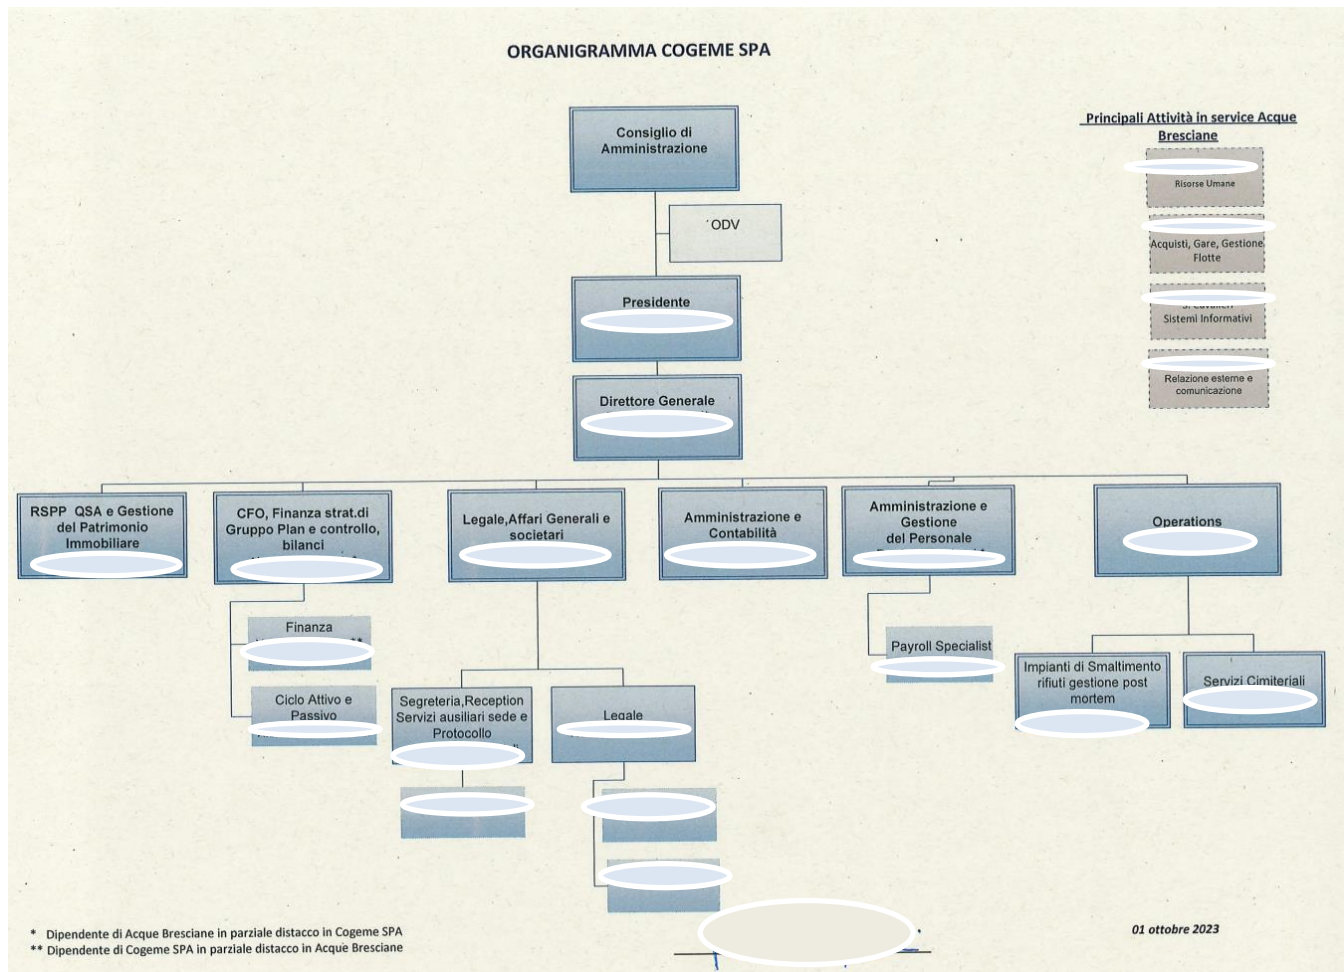 ORGANIGRAMMA COGEME SPA
Consiglio di
Amministrazione
ODV
Presidente
Direttore Generale
Principali Attività in service Acque
Bresciane
Risorse Umane
Acquisti, Gare, Gestione
Flotte
Sistemi Informativi
Relazione esterne e
comunicazione
RSPP QSA e Gestione
del Patrimonio
Immobiliare
CFO, Finanza strat.di
Gruppo Plan e controllo,
bilanci
Legale,Affari Generali e
societari
Amministrazione e
Contabilità
Amministrazione e
Gestione
del Personale
Operations
Finanza
**
Ciclo Attivo e
Passivo
Segreteria,Reception
Servizi ausiliari sede e
Protocollo
Legale
Payroll Specialist
Impianti di Smaltimento
rifiuti gestione post
mortem
Servizi Cimiteriali
* Dipendente di Acque Bresciane in parziale distacco in Cogeme SPA
** Dipendente di Cogeme SPA in parziale distacco in Acque Bresciane
01 ottobre 2023